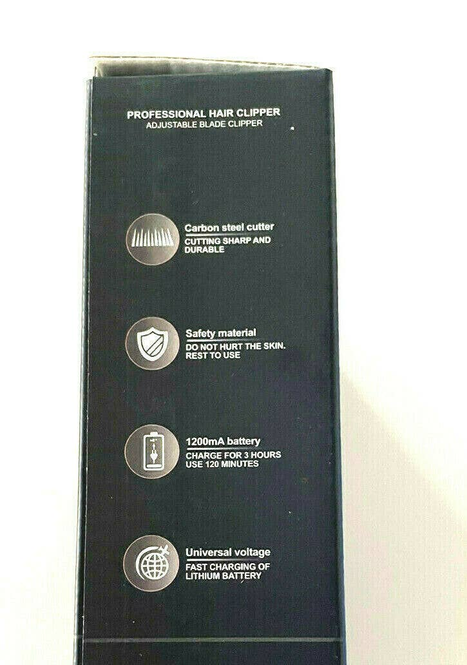 PROFESSIONAL HAIR CLIPPER
ADJUSTABLE BLADE CLIPPER
Carbon steel cutter
CUTTING SHARP AND
DURABLE
Safety material
DO NOT HURT THE SKIN.
REST TO USE
1200mA battery
CHARGE FOR 3 HOURS
USE 120 MINUTES
Universal voltage
FAST CHARGING OF
LITHIUM BATTERY